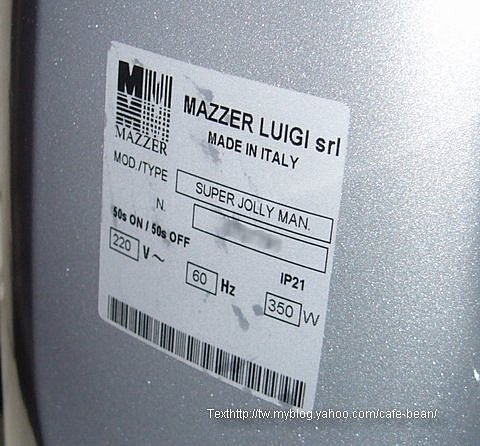 M
MAZZER
MAZZER LUIGI srl
MADE IN ITALY
MOD./TYPE SUPER JOLLY MAN.
N.
50s ON / 50s OFF
IP21
220 V~ 60 Hz 350 W
Texthttp://tw.myblog.yahoo.com/cafe-bean/